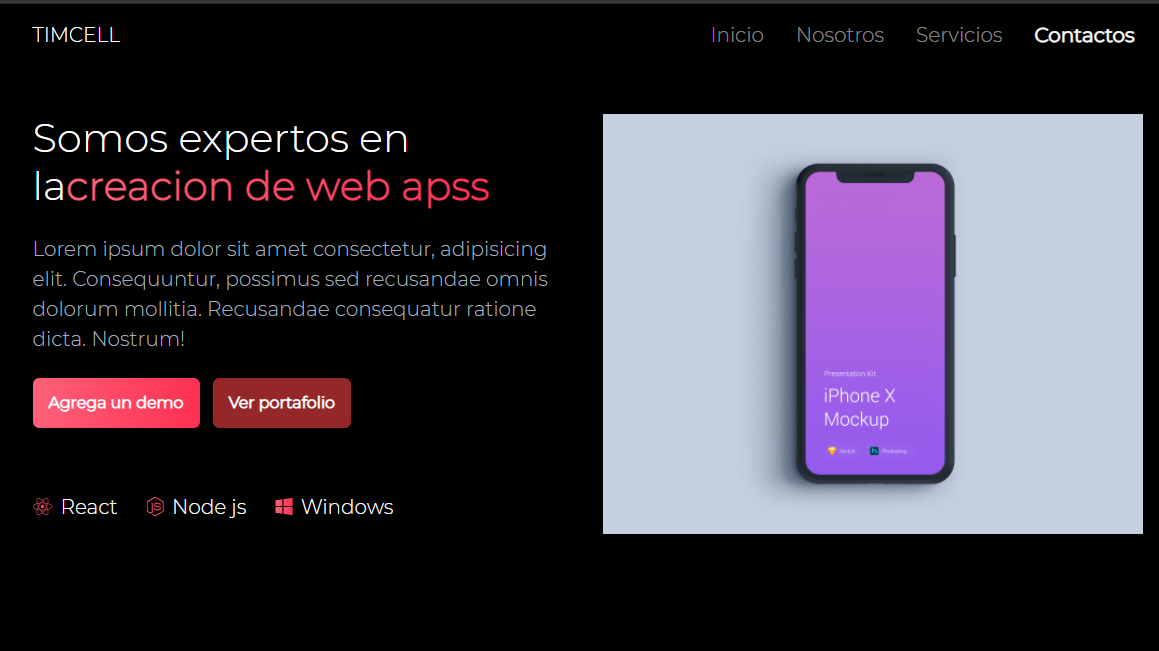 TIMCELL
Inicio Nosotros Servicios Contactos
Somos expertos en
lacreacion de web apss
Lorem ipsum dolor sit amet consectetur, adipisicing
elit. Consequuntur, possimus sed recusandae omnis
dolorum mollitia. Recusandae consequatur ratione
dicta. Nostrum!
Agrega un demo Ver portafolio
React Node js Windows
Presentation Kit
iPhone X
Mockup
Sketch Photoshop